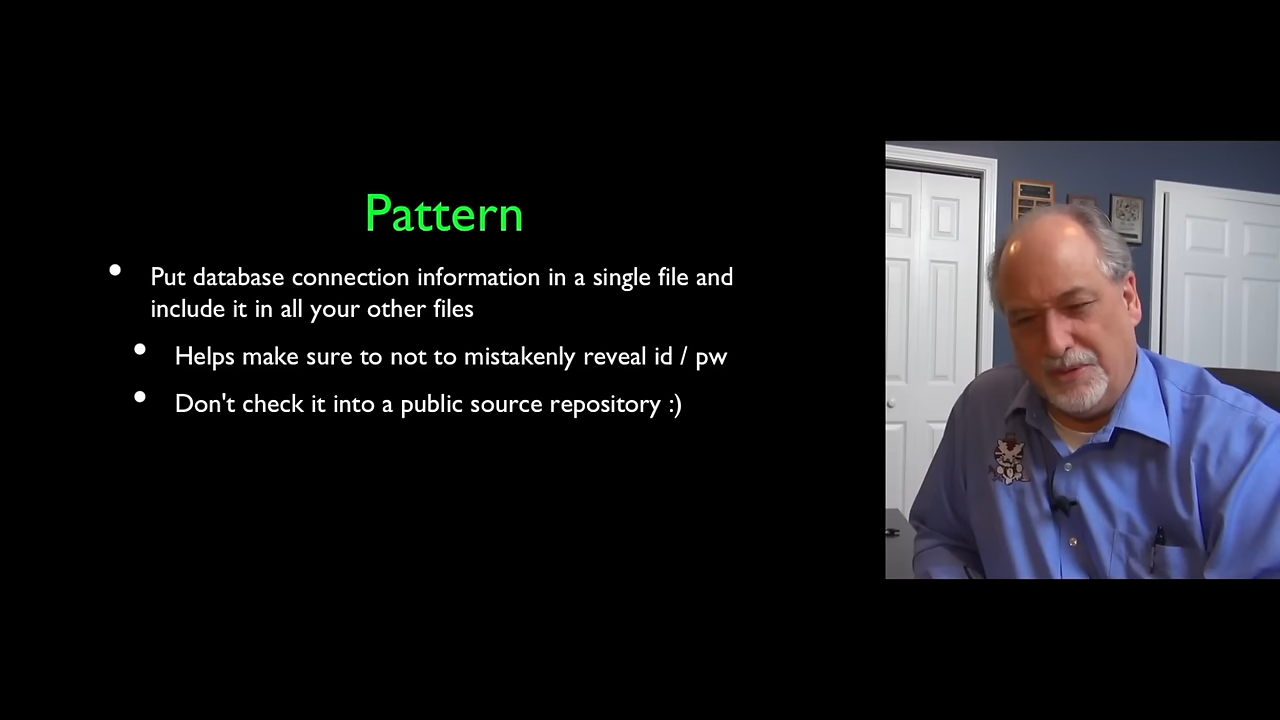 Pattern
• Put database connection information in a single file and
include it in all your other files
• Helps make sure to not to mistakenly reveal id / pw
• Don't check it into a public source repository :)